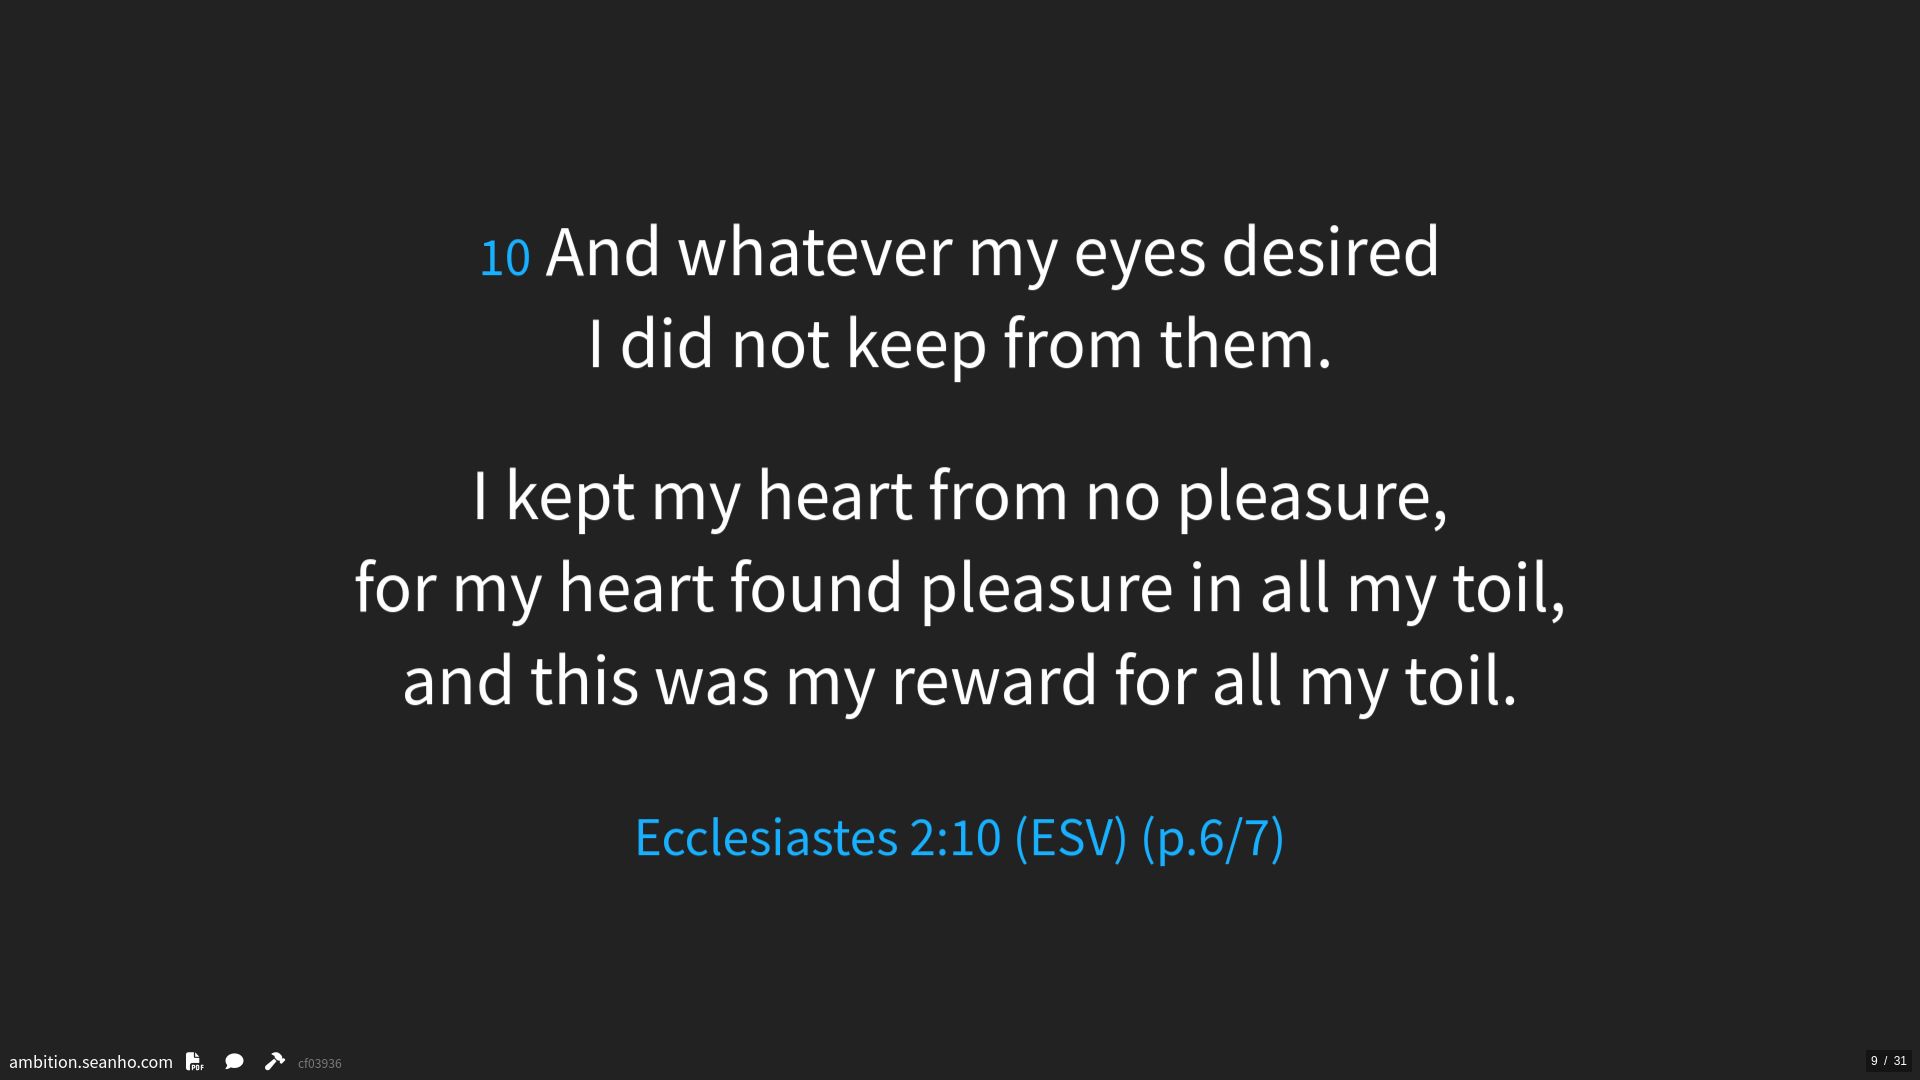 10 And whatever my eyes desired
I did not keep from them.
I kept my heart from no pleasure,
for my heart found pleasure in all my toil,
and this was my reward for all my toil.
Ecclesiastes 2:10 (ESV) (p.6/7)
ambition.seanho.com PDF cf03936
9 / 31